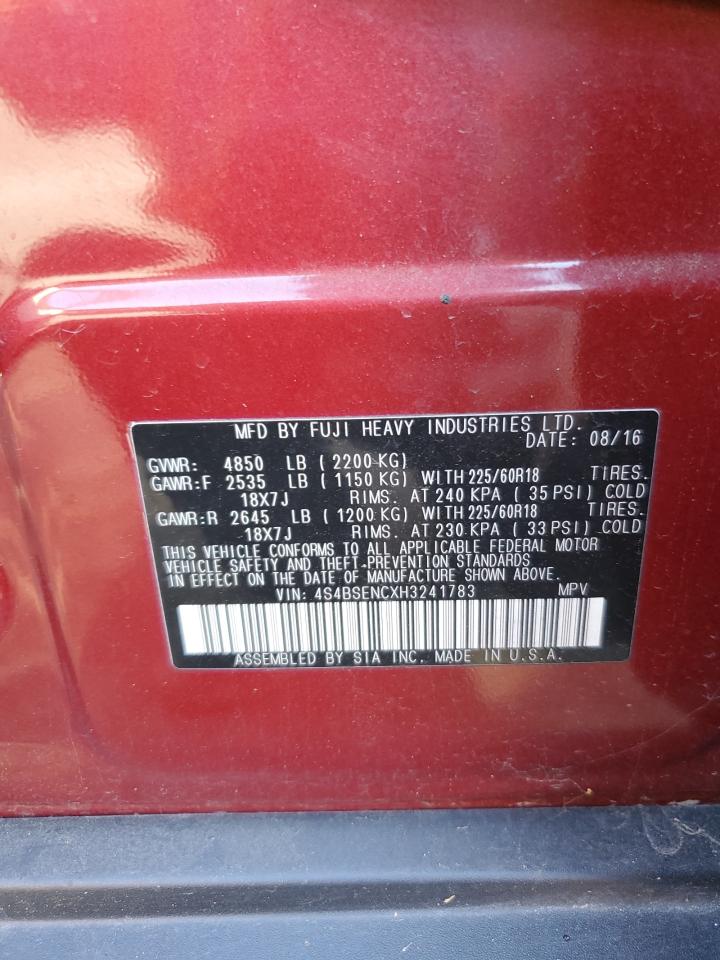 MFD BY FUJI HEAVY INDUSTRIES LTD.
DATE: 08/16
GVWR: 4850 LB ( 2200 KG)
GAWR:F 2535 LB ( 1150 KG) WITH 225/60R18 TIRES.
18X7J RIMS. AT 240 KPA ( 35 PSI) COLD
GAWR:R 2645 LB ( 1200 KG) WITH 225/60R18 TIRES.
18X7J RIMS. AT 230 KPA ( 33 PSI) COLD
THIS VEHICLE CONFORMS TO ALL APPLICABLE FEDERAL MOTOR
VEHICLE SAFETY AND THEFT PREVENTION STANDARDS
IN EFFECT ON THE DATE OF MANUFACTURE SHOWN ABOVE.
VIN: 4S4BSENCXH3241783 MPV
ASSEMBLED BY SIA INC. MADE IN U.S.A.